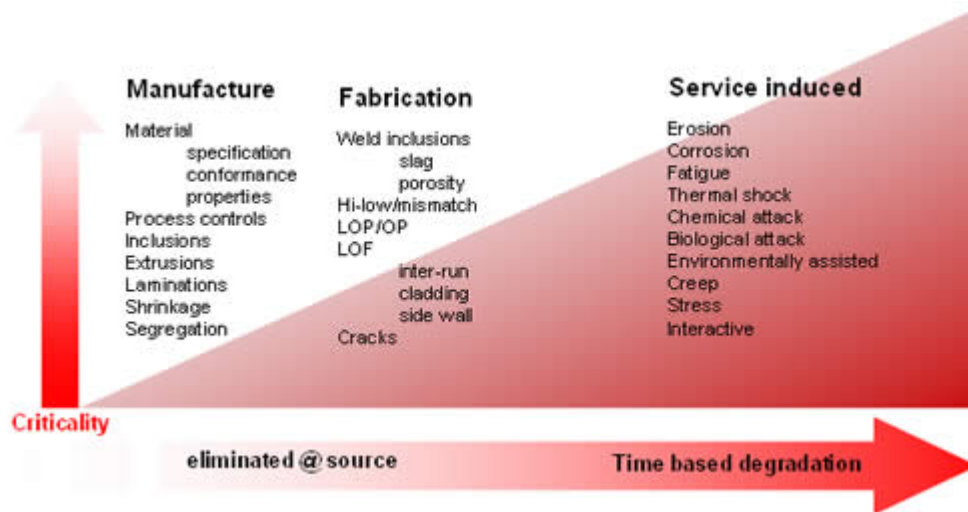 Manufacture
Material
specification
conformance
properties
Process controls
Inclusions
Extrusions
Laminations
Shrinkage
Segregation
Fabrication
Weld inclusions
slag
porosity
Hi-low/mismatch
LOP/OP
LOF
inter-run
cladding
side wall
Cracks
Service induced
Erosion
Corrosion
Fatigue
Thermal shock
Chemical attack
Biological attack
Environmentally assisted
Creep
Stress
Interactive
Criticality
eliminated @ source
Time based degradation